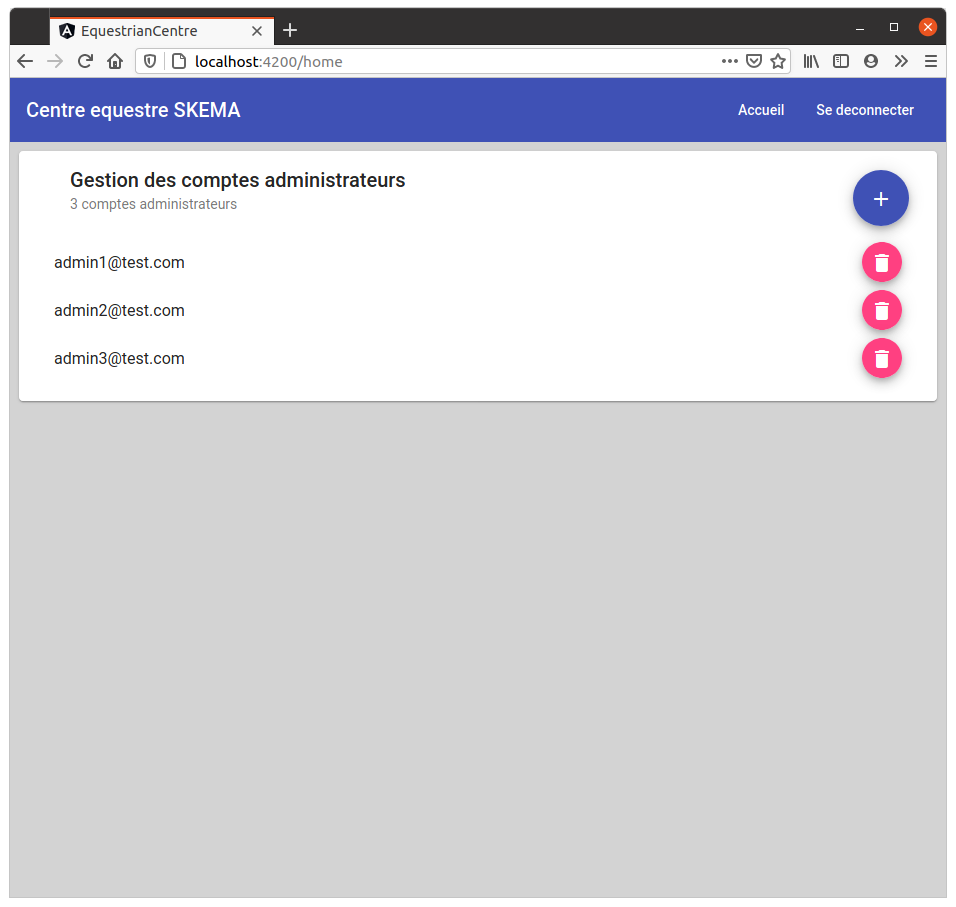 EquestrianCentre
localhost:4200/home
Centre equestre SKEMA
Accueil
Se deconnecter
Gestion des comptes administrateurs
3 comptes administrateurs
admin1@test.com
admin2@test.com
admin3@test.com